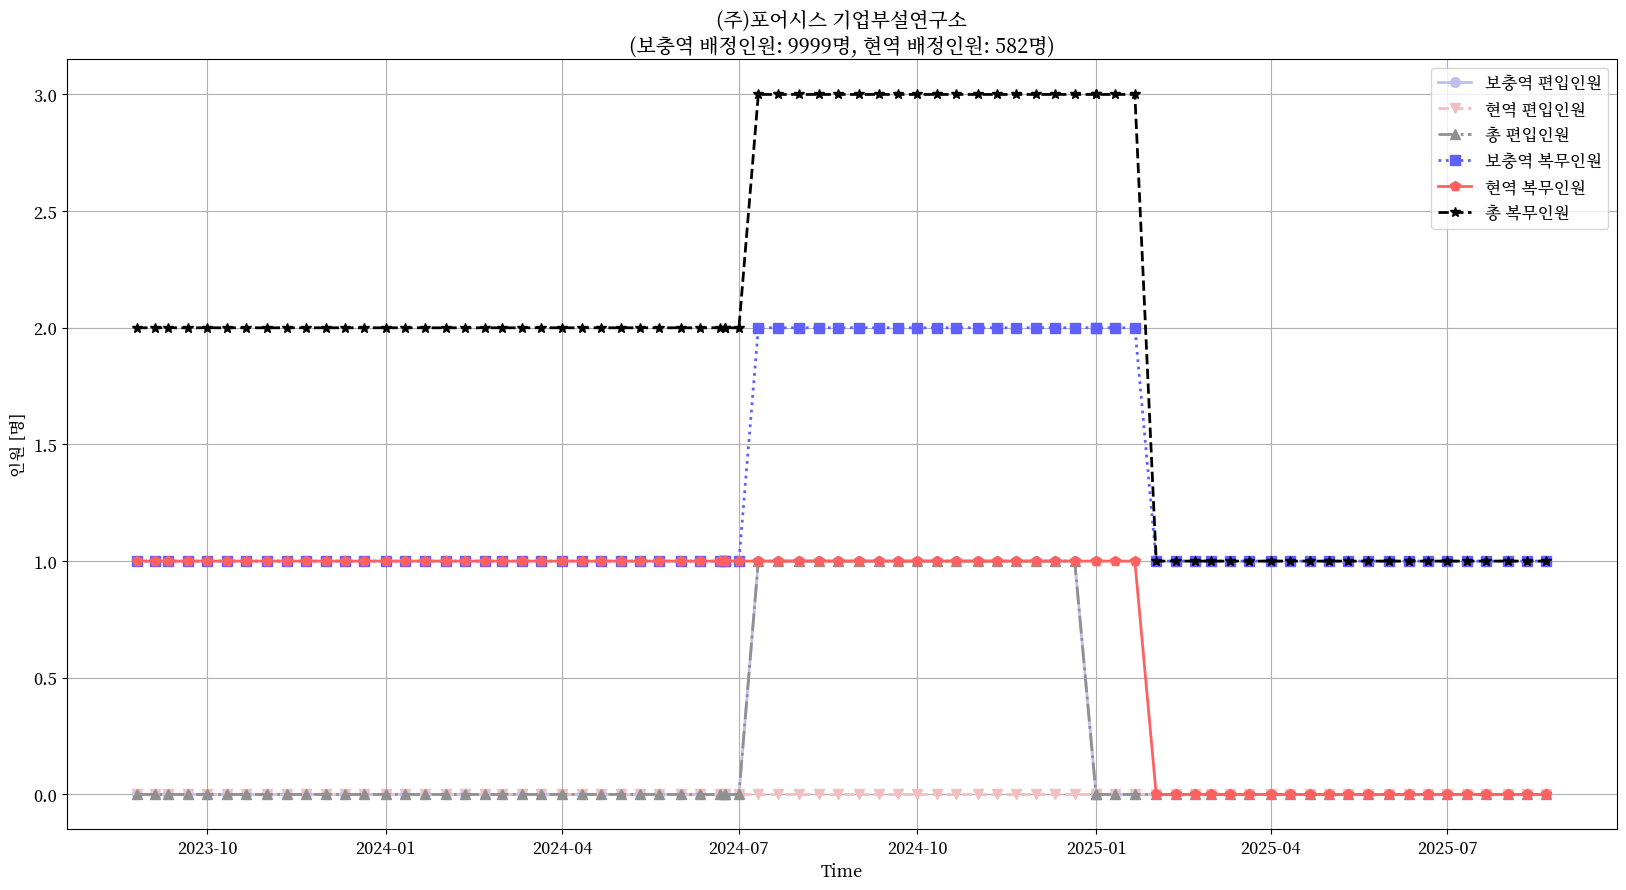 (주)포어시스 기업부설연구소
(보충역 배정인원: 9999명, 현역 배정인원: 582명)
보충역 편입인원
현역 편입인원
총 편입인원
보충역 복무인원
현역 복무인원
총 복무인원
3.0
2.5
2.0
1.5
1.0
0.5
0.0
인원 [명]
2023-10
2024-01
2024-04
2024-07
2024-10
2025-01
2025-04
2025-07
Time